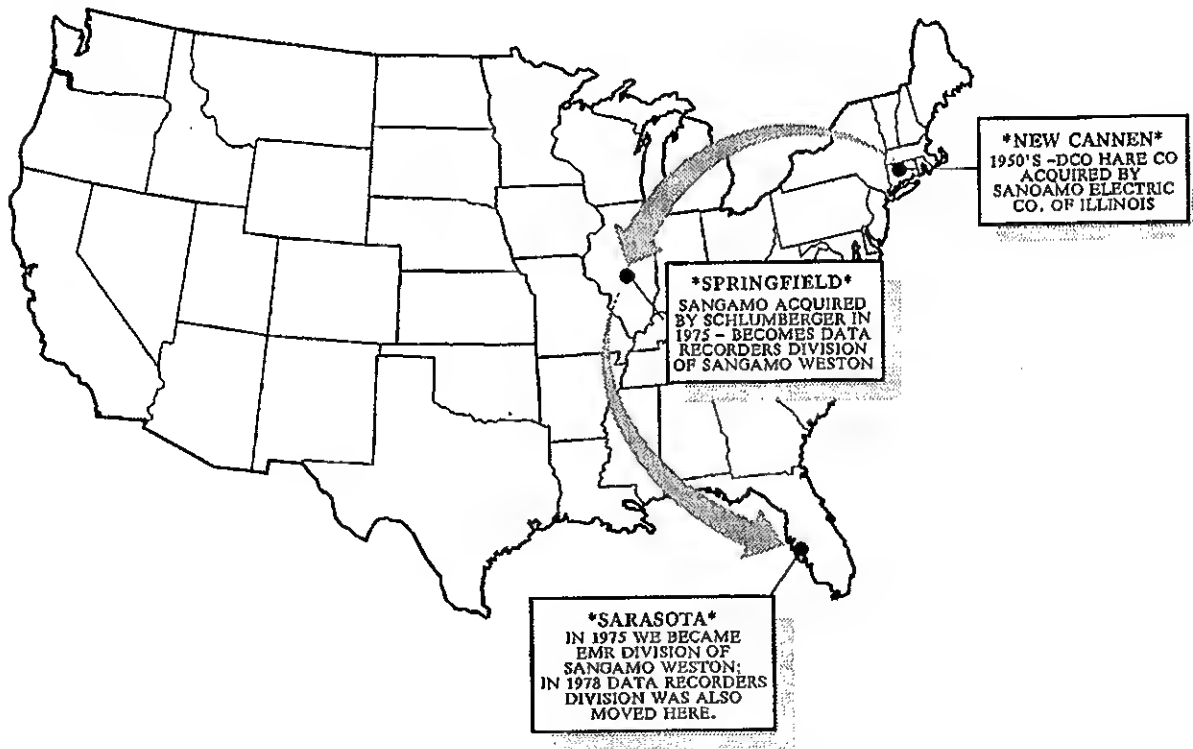 *NEW CANNEN*
1950'S -DCO HARE CO
ACQUIRED BY
SANOAMO ELECTRIC
CO. OF ILLINOIS
*SPRINGFIELD*
SANGAMO ACQUIRED
BY SCHLUMBERGER IN
1975 - BECOMES DATA
RECORDERS DIVISION
OF SANGAMO WESTON
*SARASOTA*
IN 1975 WE BECAME
EMR DIVISION OF
SANGAMO WESTON;
IN 1978 DATA RECORDERS
DIVISION WAS ALSO
MOVED HERE.